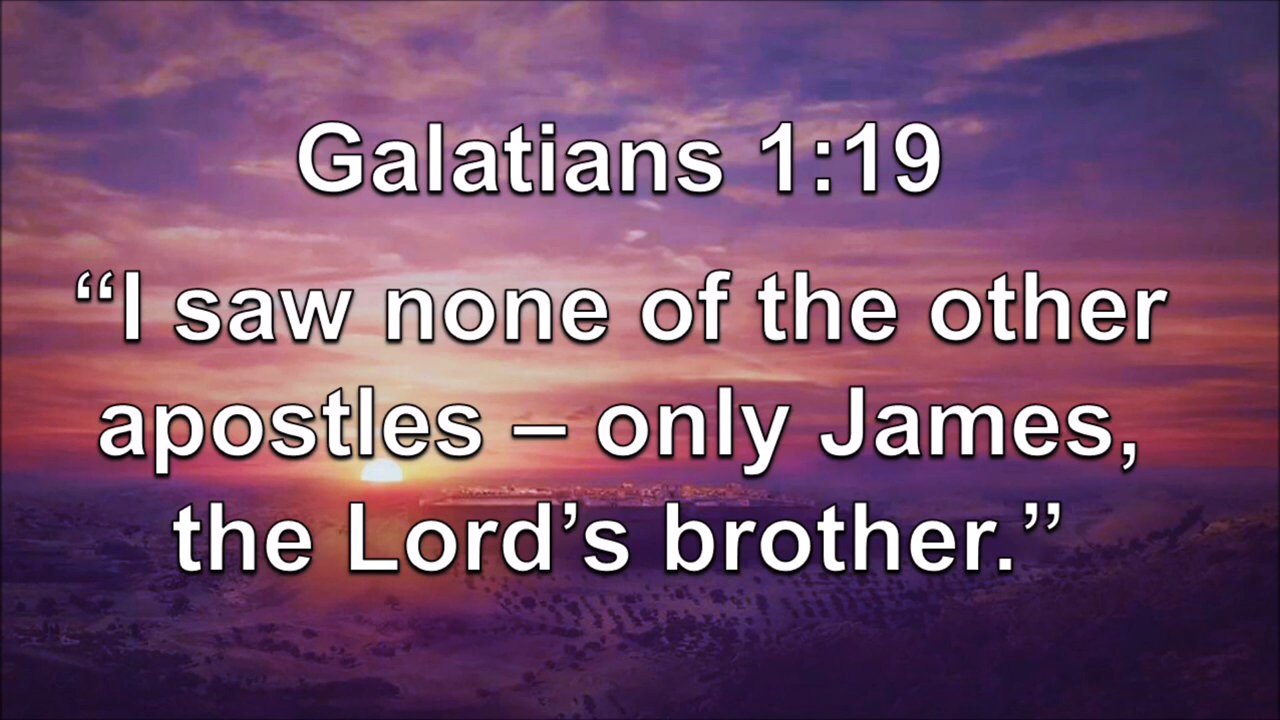 Galatians 1:19
“I saw none of the other
apostles – only James,
the Lord’s brother.”